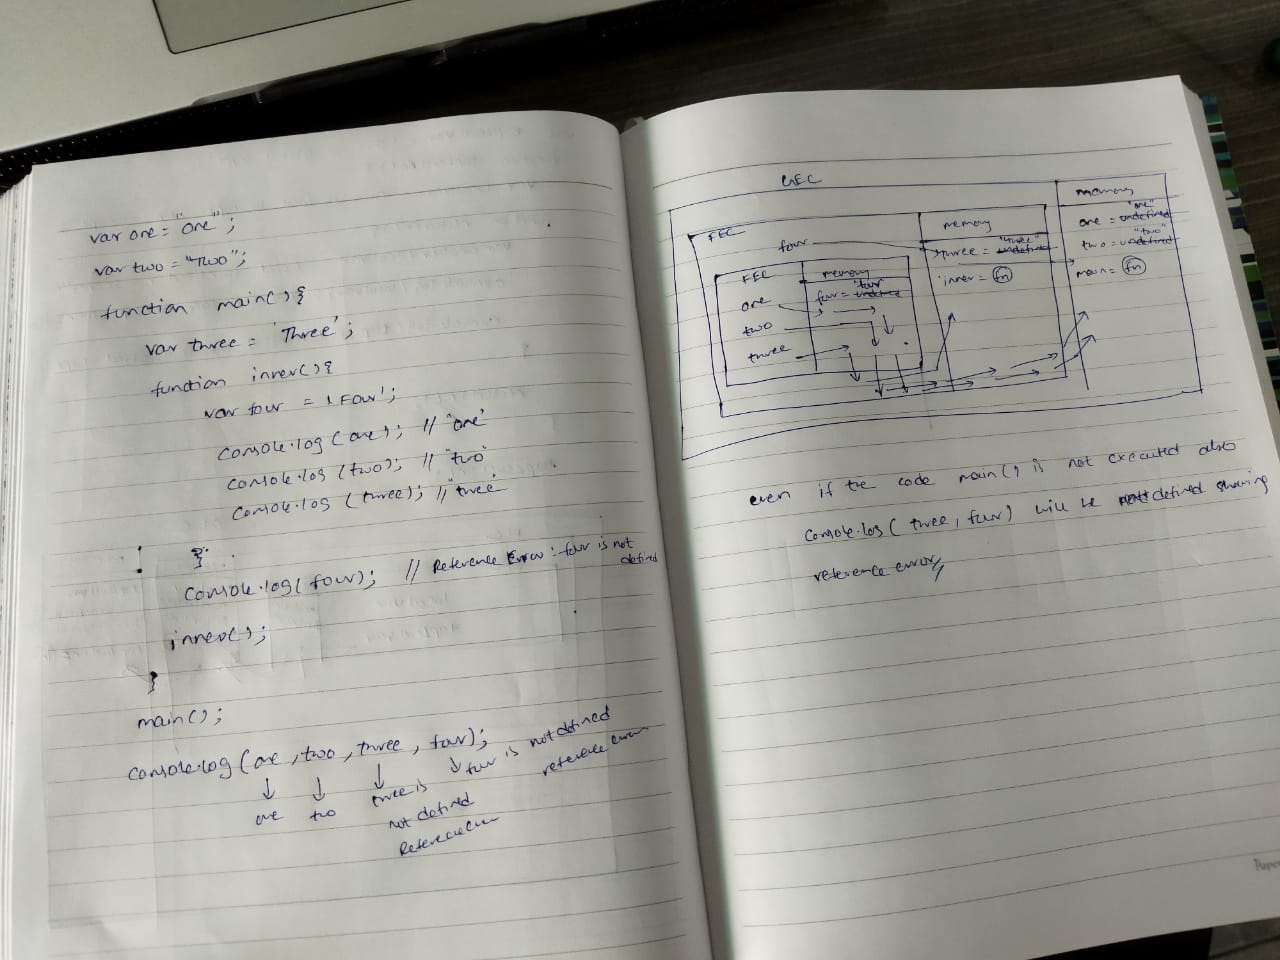 var one = "one";
var two = "Two";
function main(){
var three = 'Three';
function inner(){
var four = 'Four';
console.log(one); // "one"
console.log(two); // "two"
console.log(three); // "three"
}
console.log(four); // Reference Error: four is not defined
inner();
}
main();
console.log(one, two, three, four);
one
two
three is
not defined
Reference error
four is not defined
reference error
GEC
memory
one = "one" undefined
two = "two" undefined
main = fn
FEC
four
memory
three = "three" undefined
inner = fn
FEC
one
two
three
memory
four = "four" undefined
even if the code main() is not executed also
console.log(three, four) will be not defined showing
reference error